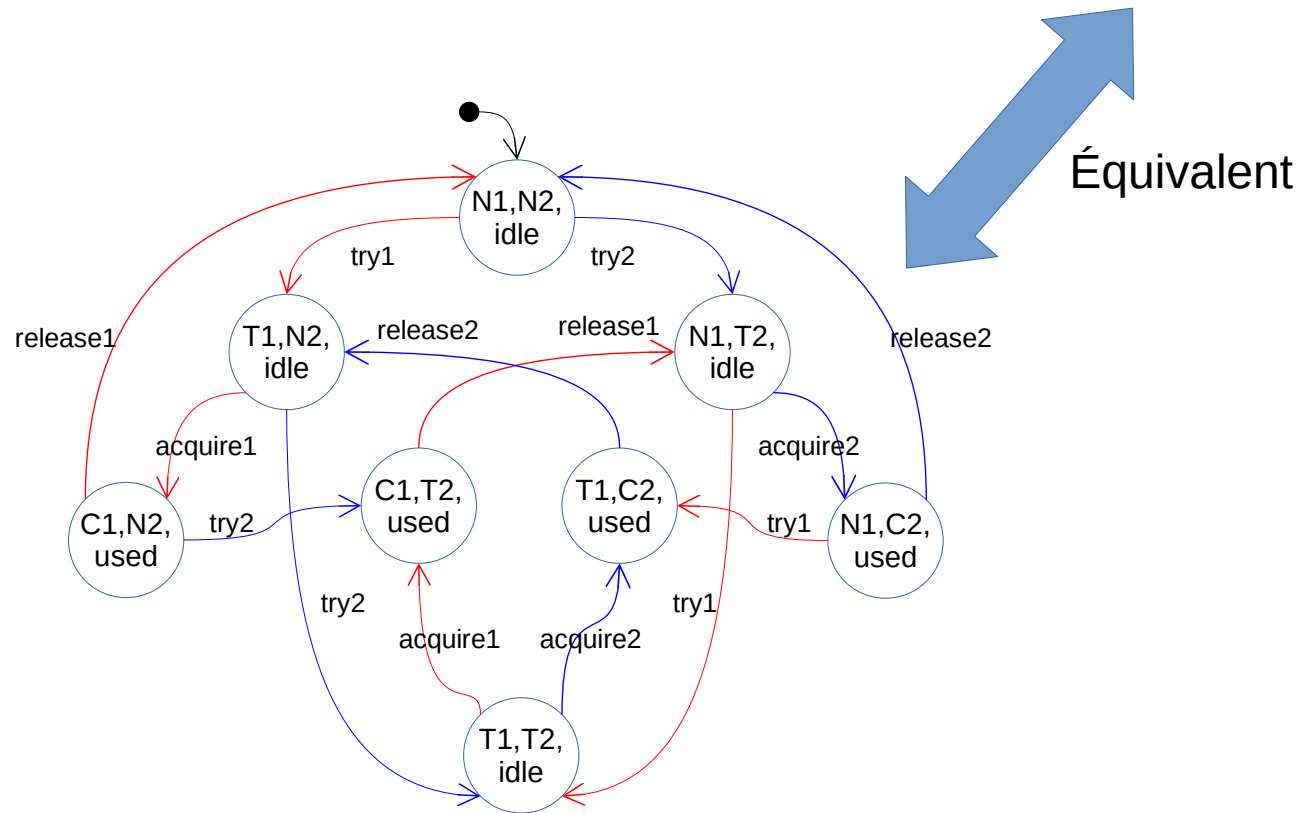 Équivalent
N1,N2,
idle
try1
try2
release1
T1,N2,
idle
release2
release1
N1,T2,
idle
release2
acquire1
acquire2
C1,N2,
used
try2
C1,T2,
used
T1,C2,
used
try1
N1,C2,
used
try2
try1
acquire1
acquire2
T1,T2,
idle